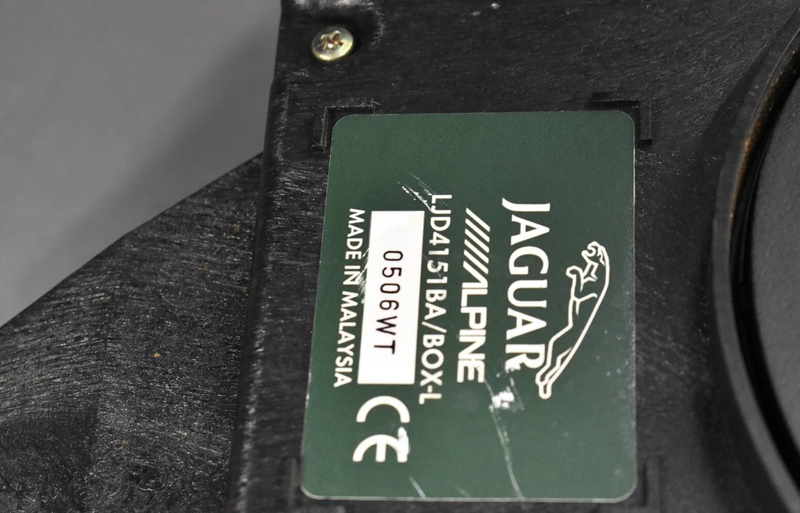 JAGUAR
ALPINE
LJD4151BA/BOX-L
0506WT
MADE IN MALAYSIA
CE